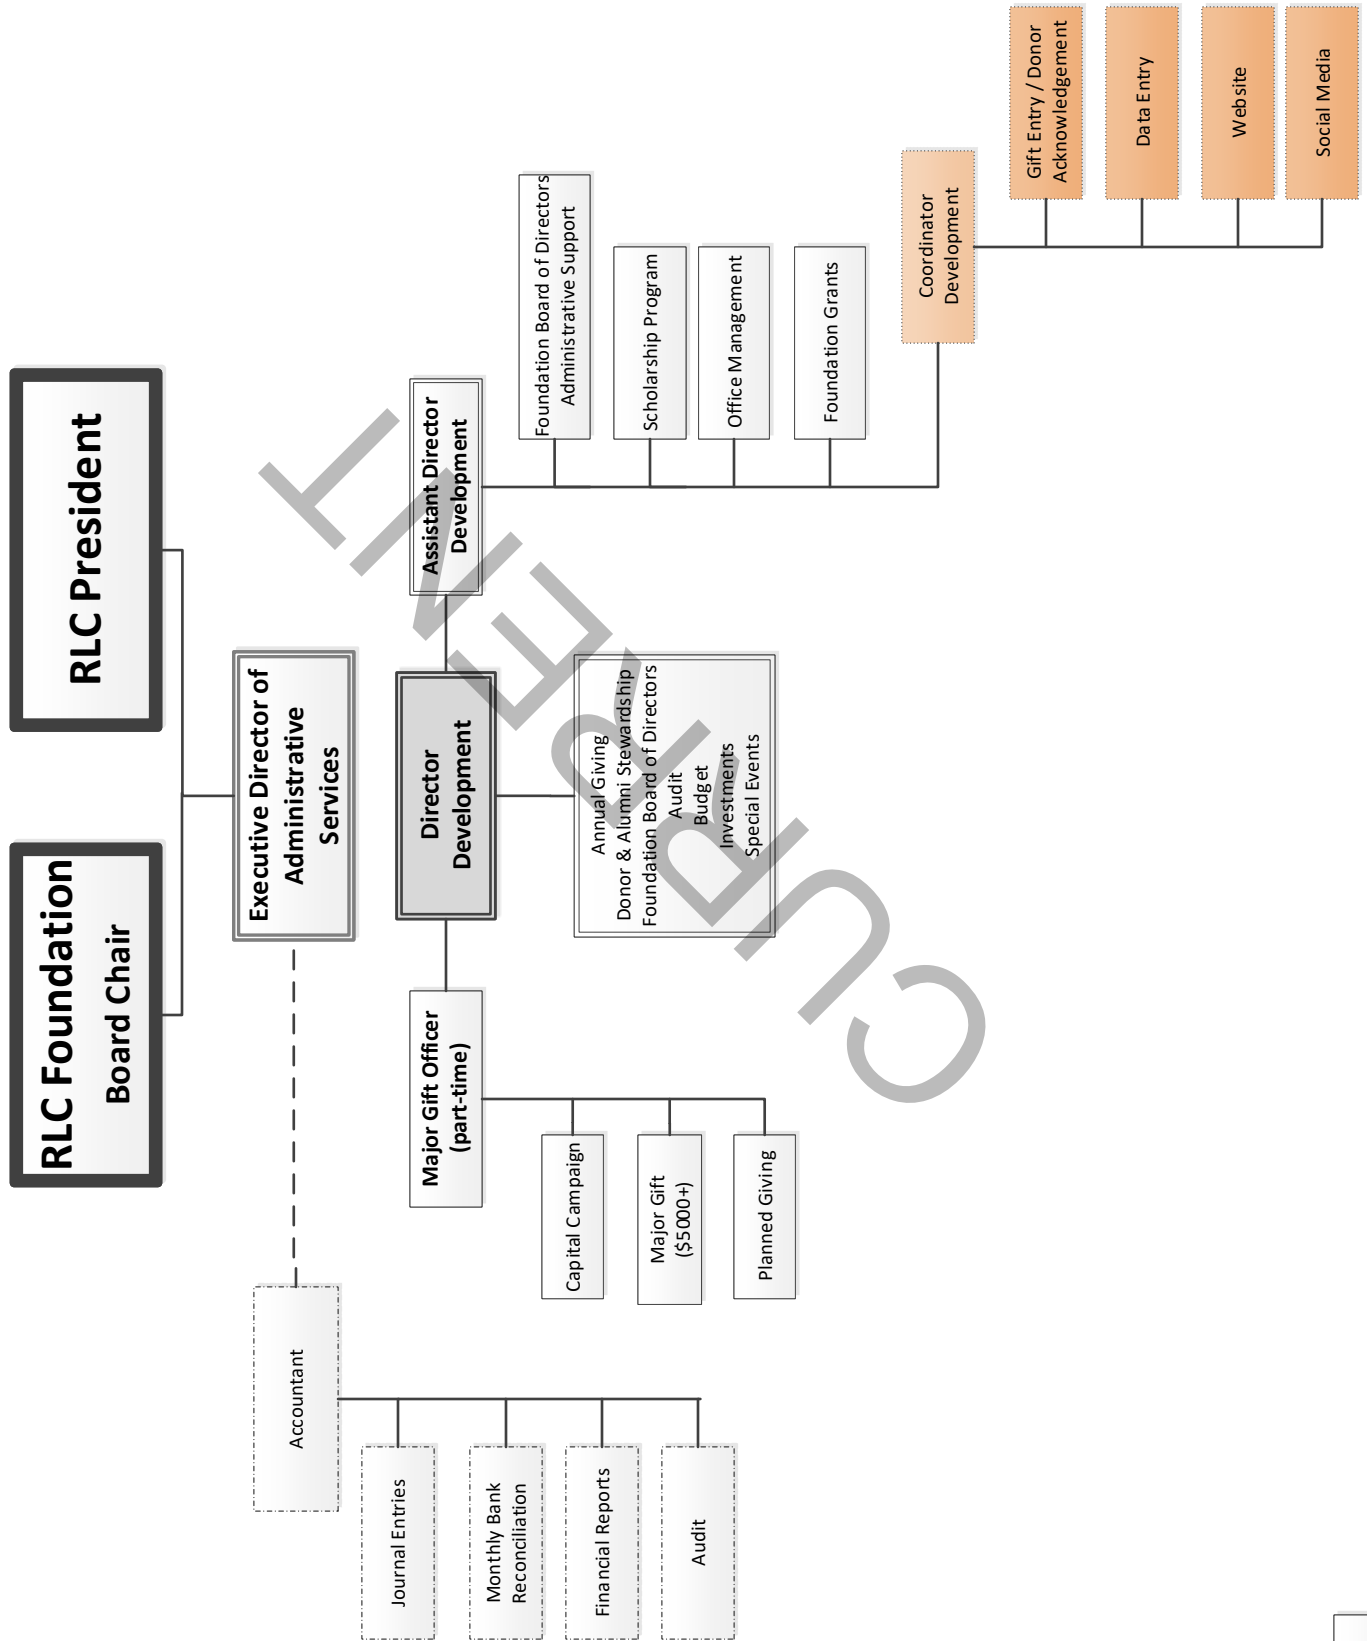 RLC Foundation
Board Chair
RLC President
Executive Director of
Administrative
Services
Accountant
Journal Entries
Monthly Bank
Reconciliation
Financial Reports
Audit
Director
Development
Major Gift Officer
(part-time)
Capital Campaign
Major Gift
($5000+)
Planned Giving
Annual Giving
Donor & Alumni Stewardship
Foundation Board of Directors
Audit
Budget
Investments
Special Events
Assistant Director
Development
Foundation Board of Directors
Administrative Support
Scholarship Program
Office Management
Foundation Grants
Coordinator
Development
Gift Entry / Donor
Acknowledgement
Data Entry
Website
Social Media
CURRENT